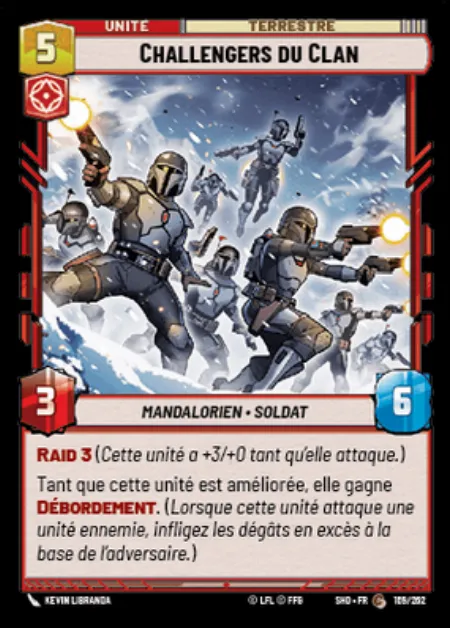 UNITÉ
TERRESTRE
5
CHALLENGERS DU CLAN
3
MANDALORIEN • SOLDAT
6
RAID 3 (Cette unité a +3/+0 tant qu'elle attaque.)
Tant que cette unité est améliorée, elle gagne
DÉBORDEMENT. (Lorsque cette unité attaque une
unité ennemie, infligez les dégâts en excès à la
base de l'adversaire.)
KEVIN LIBRANDA
© LFL © FFG
SHD • FR
C